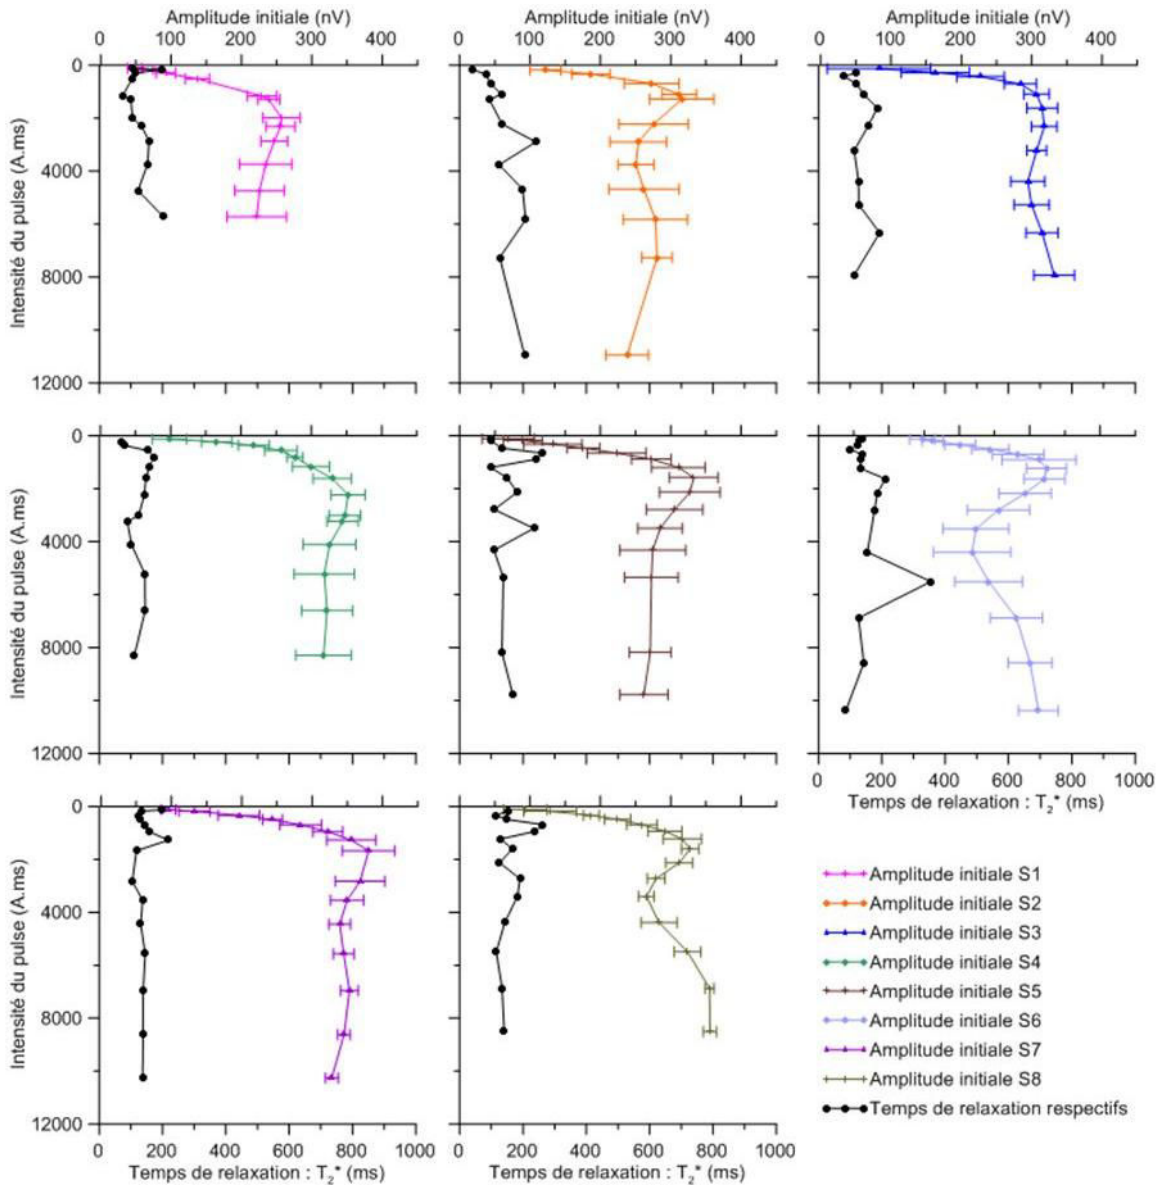 Amplitude initiale (nV) Amplitude initiale (nV) Amplitude initiale (nV)
0 100 200 300 400 0 100 200 300 400 0 100 200 300 400
0
4000
8000
12000
Intensité du pulse (A.ms)
0
4000
8000
12000
Intensité du pulse (A.ms)
0 200 400 600 800 1000
Temps de relaxation : T₂* (ms)
0
4000
8000
12000
Intensité du pulse (A.ms)
0 200 400 600 800 1000 0 200 400 600 800 1000
Temps de relaxation : T₂* (ms) Temps de relaxation : T₂* (ms)
Amplitude initiale S1
Amplitude initiale S2
Amplitude initiale S3
Amplitude initiale S4
Amplitude initiale S5
Amplitude initiale S6
Amplitude initiale S7
Amplitude initiale S8
Temps de relaxation respectifs